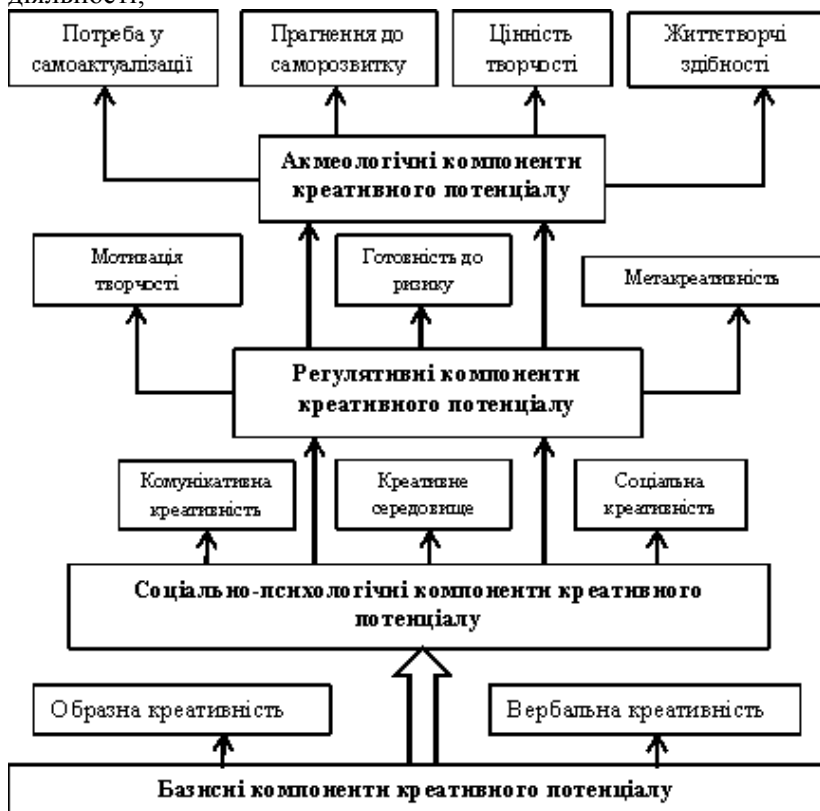 діяльності,
Потреба у
самоактуалізації
Прагнення до
саморозвитку
Цінність
творчості
Життєтворчі
здібності
Акмеологічні компоненти
креативного потенціалу
Мотивація
творчості
Готовність до
ризику
Метакреативність
Регулятивні компоненти
креативного потенціалу
Комунікативна
креативність
Креативне
середовище
Соціальна
креативність
Соціально-психологічні компоненти креативного
потенціалу
Образна креативність
Вербальна креативність
Базисні компоненти креативного потенціалу